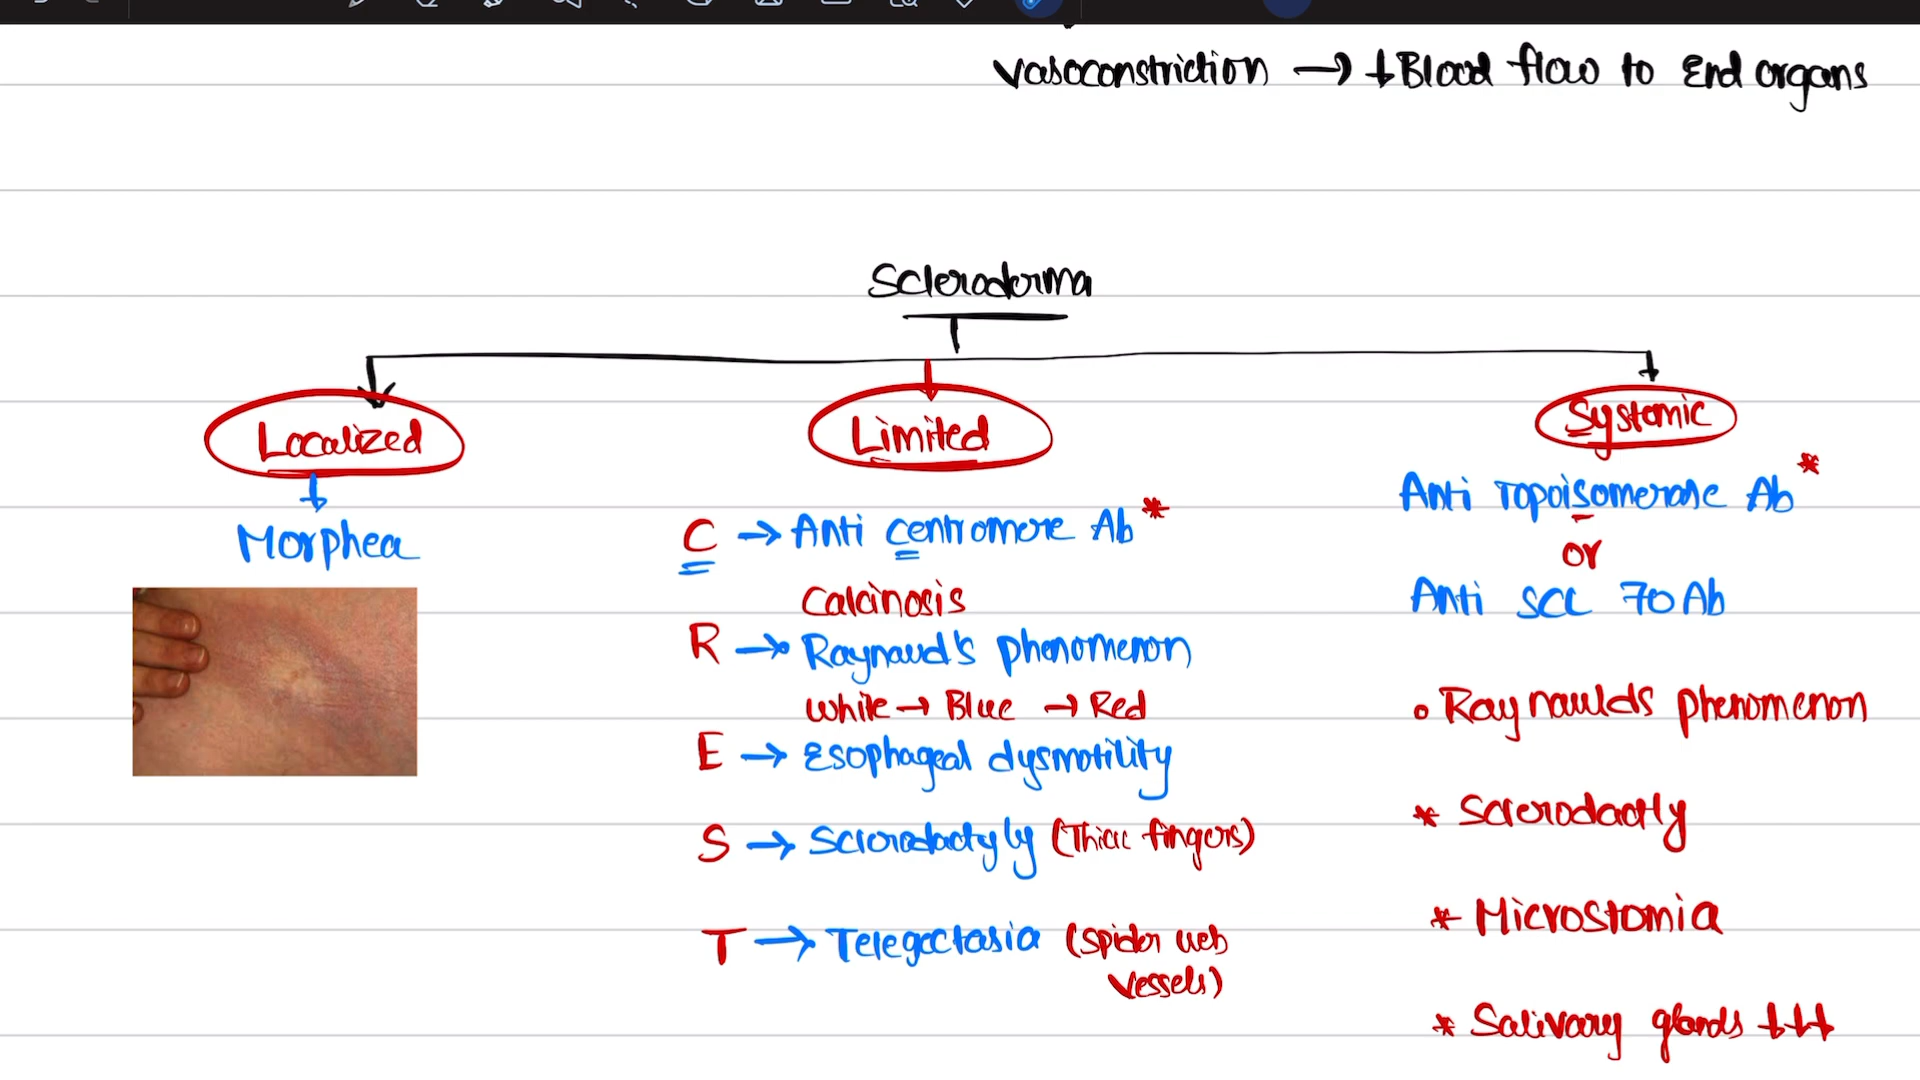 vasoconstriction → ↓Blood flow to End organs
Scleroderma
Localized
Limited
Systemic
Morphea
C → Anti centromere Ab *
Calcinosis
R → Raynaud's phenomenon
white → Blue → Red
E → Esophageal dysmotility
S → Sclerodactyly (Thick fingers)
T → Telegectasia (spider web
vessels)
Anti Topoisomerase Ab *
or
Anti SCL 70 Ab
• Raynaulds phenomenon
* Sclerodactly
* Microstomia
* Salivary glands ↓↓↓